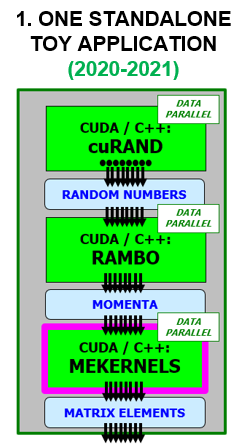 1. ONE STANDALONE
TOY APPLICATION
(2020-2021)
DATA
PARALLEL
CUDA / C++:
cuRAND
RANDOM NUMBERS
DATA
PARALLEL
CUDA / C++:
RAMBO
MOMENTA
DATA
PARALLEL
CUDA / C++:
MEKERNELS
MATRIX ELEMENTS